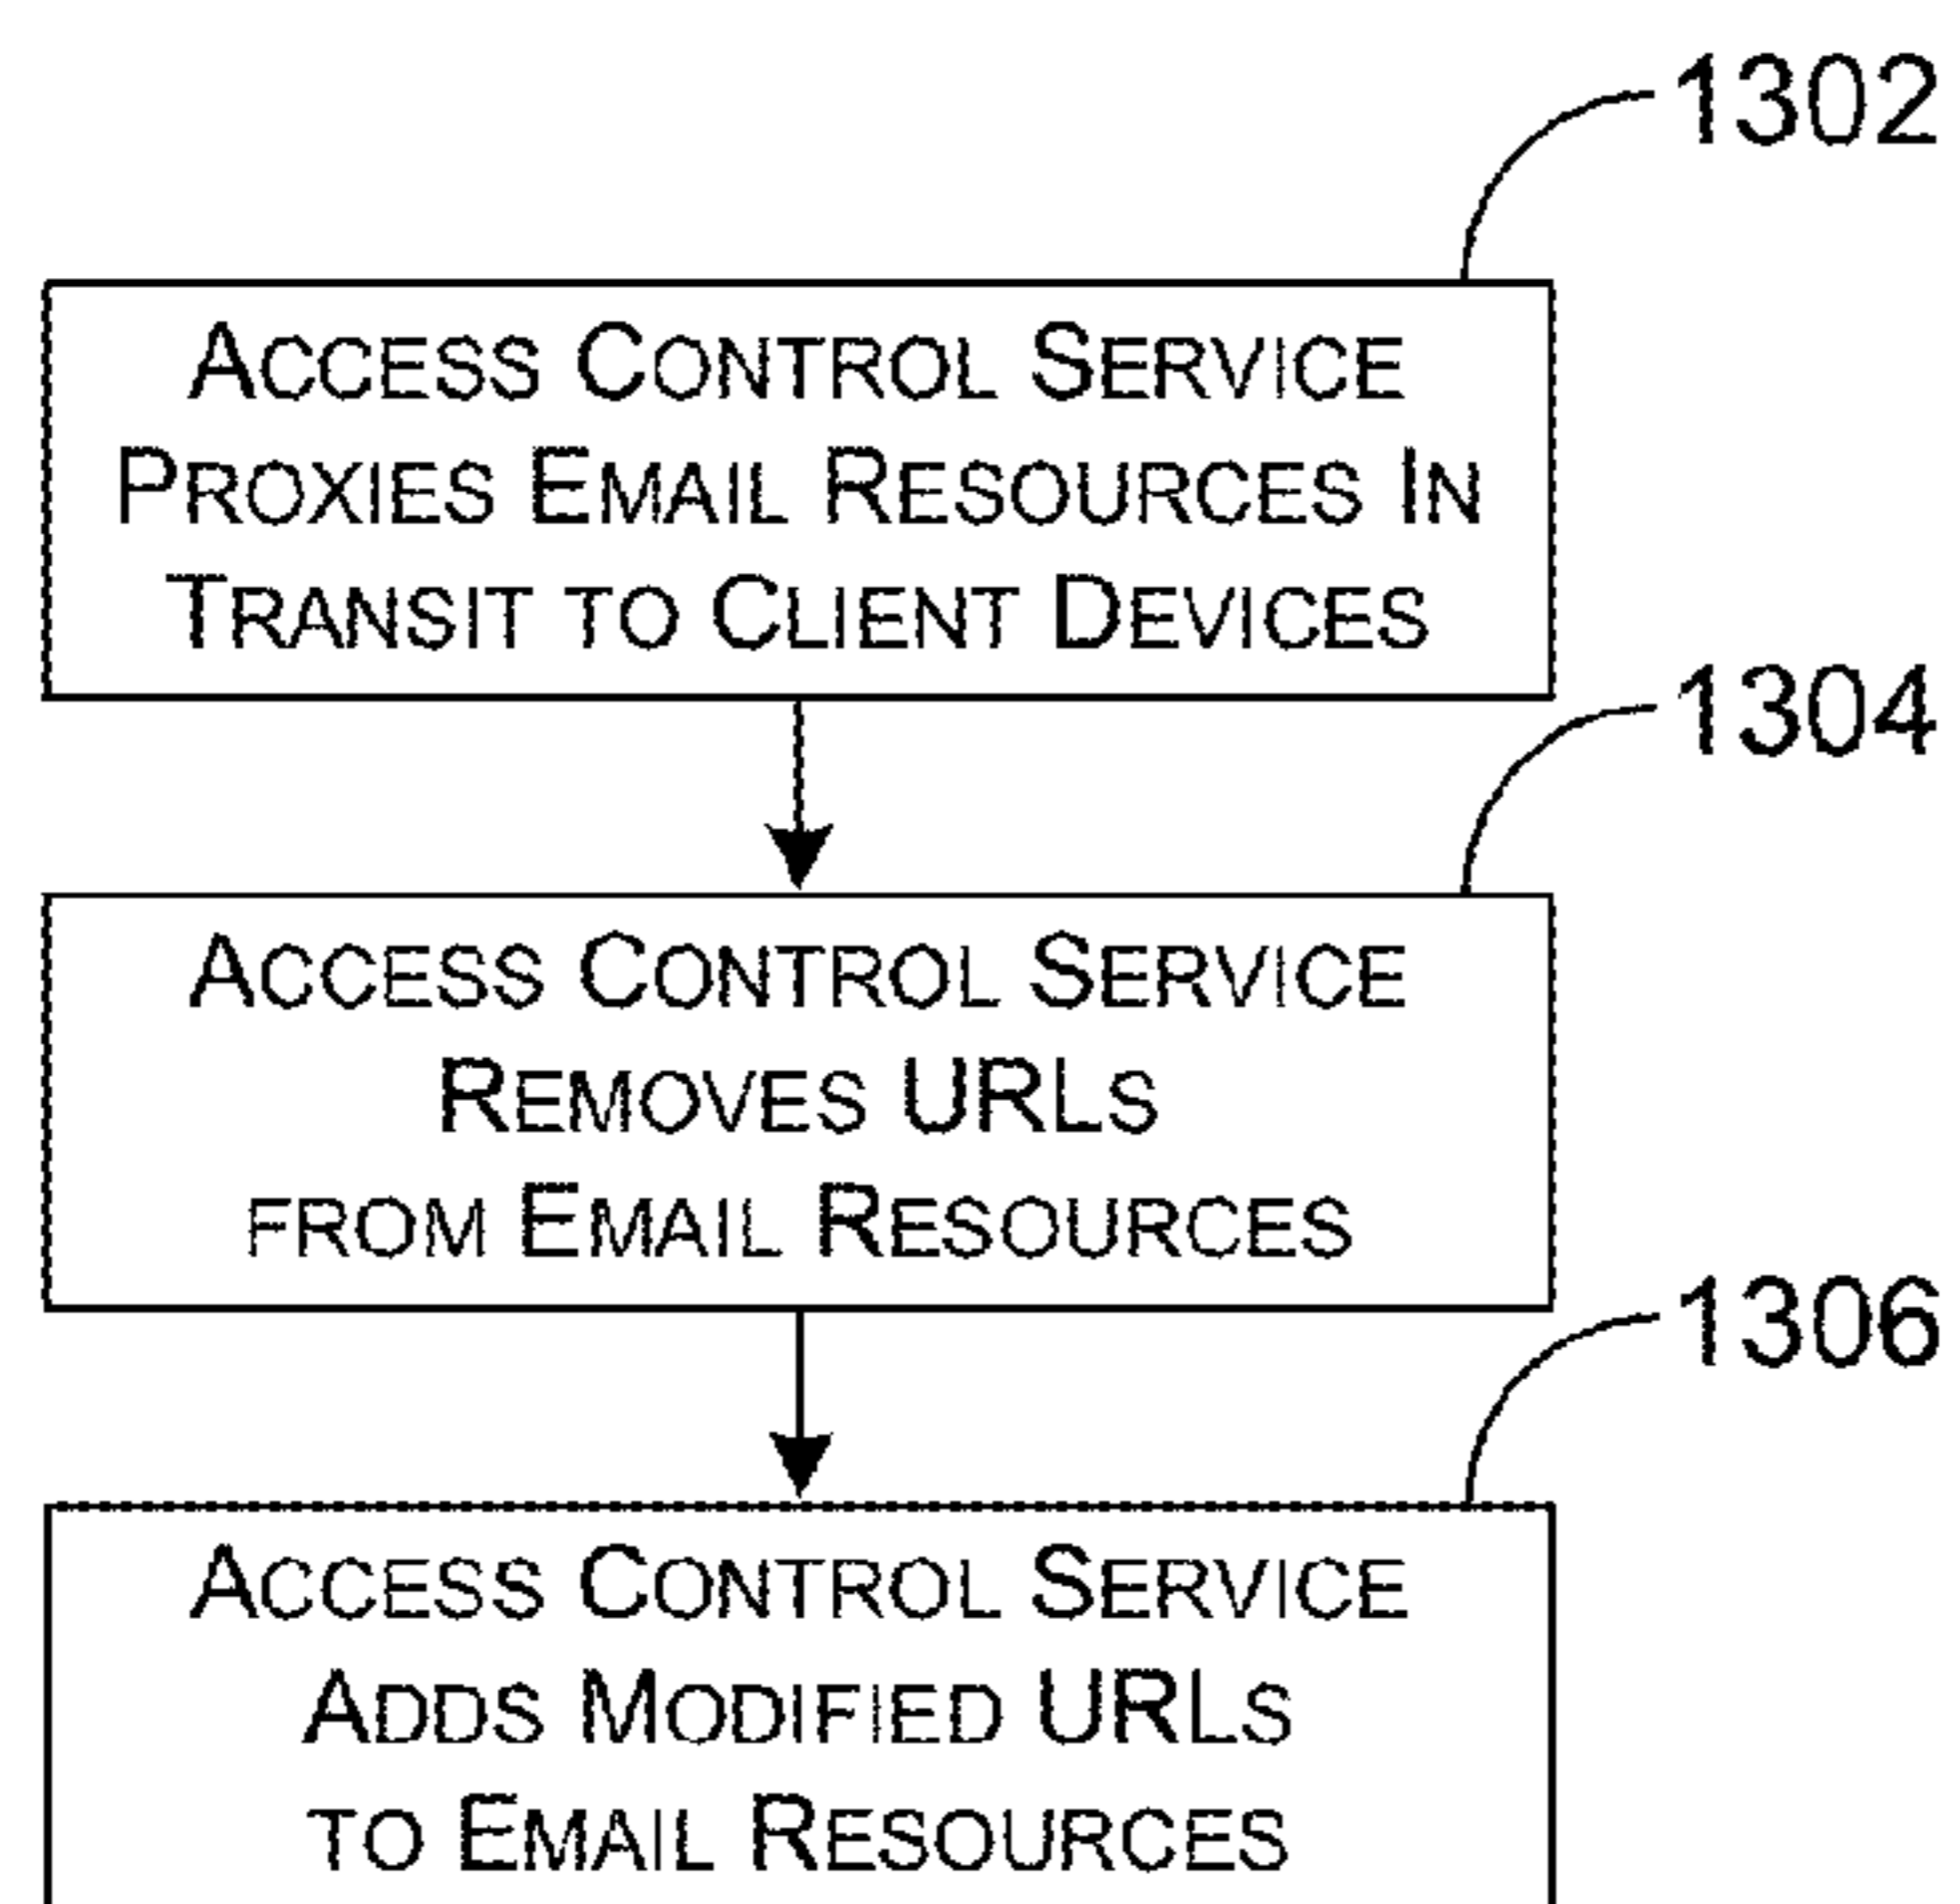 1302
ACCESS CONTROL SERVICE
PROXIES EMAIL RESOURCES IN
TRANSIT TO CLIENT DEVICES
1304
ACCESS CONTROL SERVICE
REMOVES URLS
FROM EMAIL RESOURCES
1306
ACCESS CONTROL SERVICE
ADDS MODIFIED URLS
TO EMAIL RESOURCES